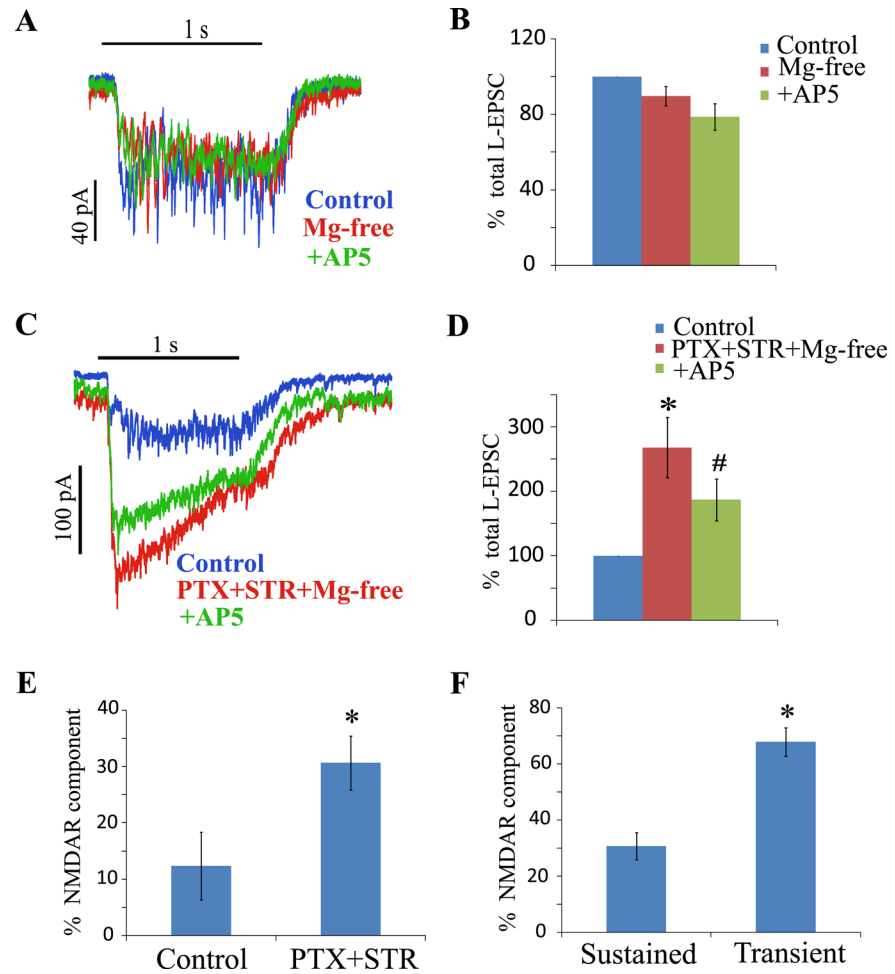 A
1 s
40 pA
Control
Mg-free
+AP5
B
% total L-EPSC
120
80
40
0
Control
Mg-free
+AP5
C
1 s
100 pA
Control
PTX+STR+Mg-free
+AP5
D
Control
PTX+STR+Mg-free
+AP5
% total L-EPSC
300
200
100
0
*
#
E
% NMDAR component
40
30
20
10
0
*
Control PTX+STR
F
% NMDAR component
80
60
40
20
0
*
Sustained Transient